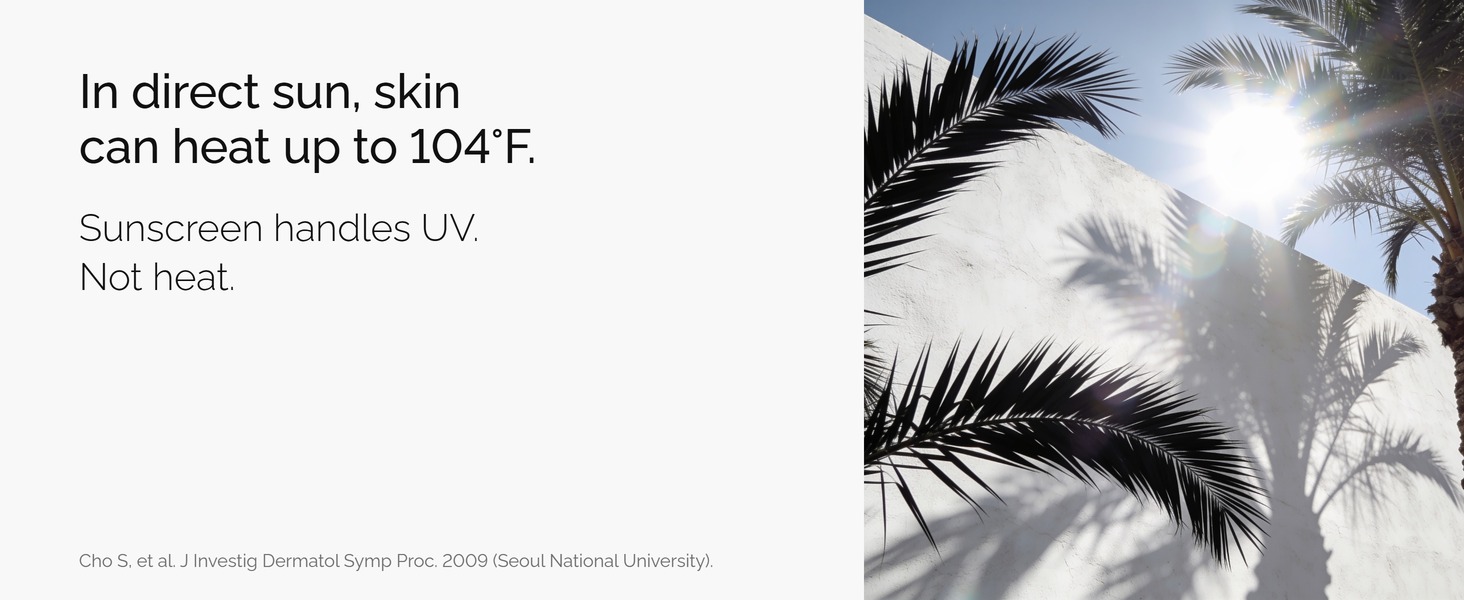 In direct sun, skin
can heat up to 104°F.
Sunscreen handles UV.
Not heat.
Cho S, et al. J Investig Dermatol Symp Proc. 2009 (Seoul National University).